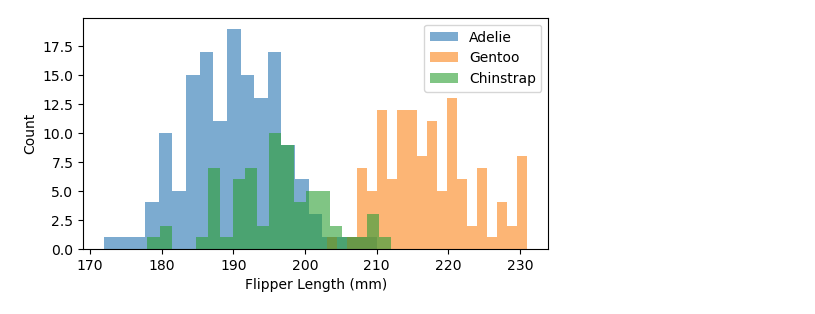 Adelie
Gentoo
Chinstrap
17.5
15.0
12.5
10.0
7.5
5.0
2.5
0.0
Count
170 180 190 200 210 220 230
Flipper Length (mm)